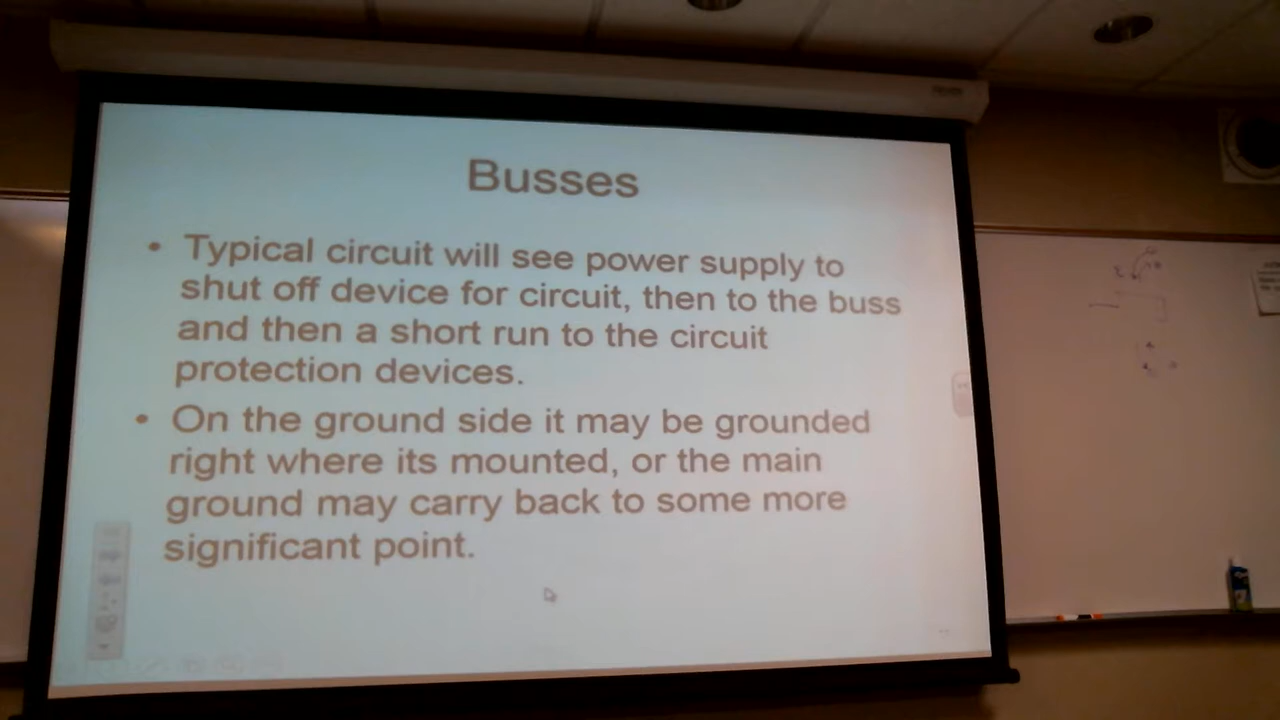 Busses
• Typical circuit will see power supply to
shut off device for circuit, then to the buss
and then a short run to the circuit
protection devices.
• On the ground side it may be grounded
right where its mounted, or the main
ground may carry back to some more
significant point.